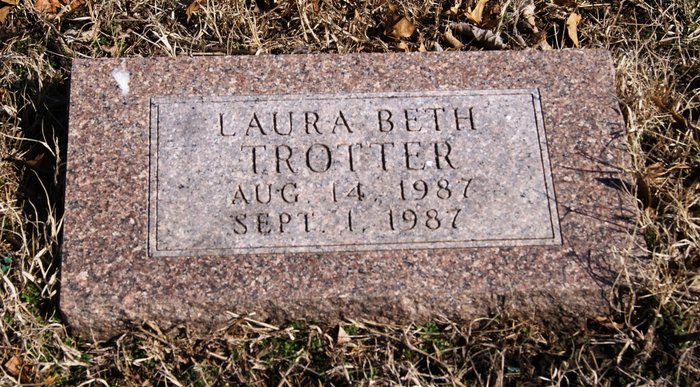 LAURA BETH
TROTTER
AUG. 14, 1987
SEPT. 1, 1987